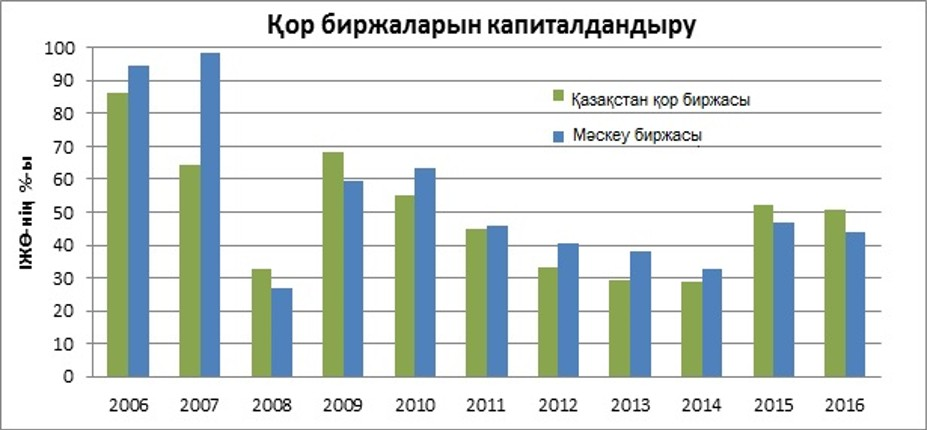 Қор биржаларын капиталдандыру
ІЖӨ-нің %-ы
100
90
80
70
60
50
40
30
20
10
0
Қазақстан қор биржасы
Мәскеу биржасы
2006 2007 2008 2009 2010 2011 2012 2013 2014 2015 2016